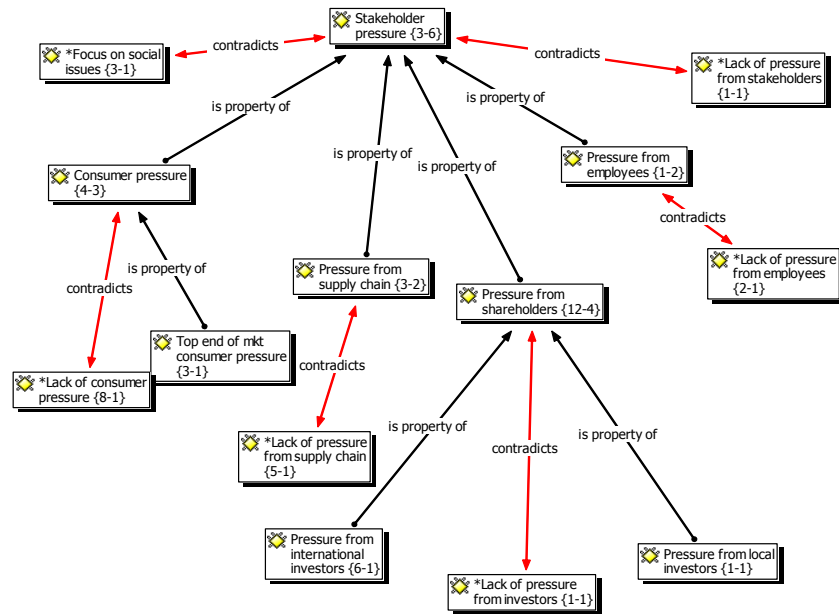 Stakeholder
pressure {3-6}
contradicts
*Focus on social
issues {3-1}
contradicts
*Lack of pressure
from stakeholders
{1-1}
is property of
is property of
is property of
is property of
Consumer pressure
{4-3}
Pressure from
employees {1-2}
contradicts
*Lack of pressure
from employees
{2-1}
Pressure from
supply chain {3-2}
Pressure from
shareholders {12-4}
contradicts
is property of
Top end of mkt
consumer pressure
{3-1}
*Lack of consumer
pressure {8-1}
contradicts
*Lack of pressure
from supply chain
{5-1}
is property of
contradicts
is property of
Pressure from
international
investors {6-1}
*Lack of pressure
from investors {1-1}
Pressure from local
investors {1-1}